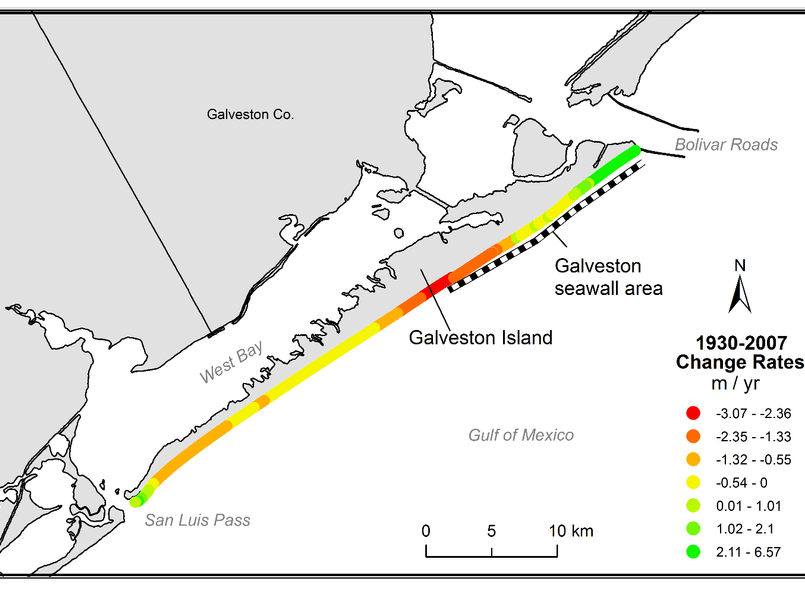 Galveston Co.
Bolivar Roads
Galveston
seawall area
N
Galveston Island
West Bay
1930-2007
Change Rates
m / yr
-3.07 - -2.36
-2.35 - -1.33
-1.32 - -0.55
-0.54 - 0
0.01 - 1.01
1.02 - 2.1
2.11 - 6.57
Gulf of Mexico
San Luis Pass
0 5 10 km